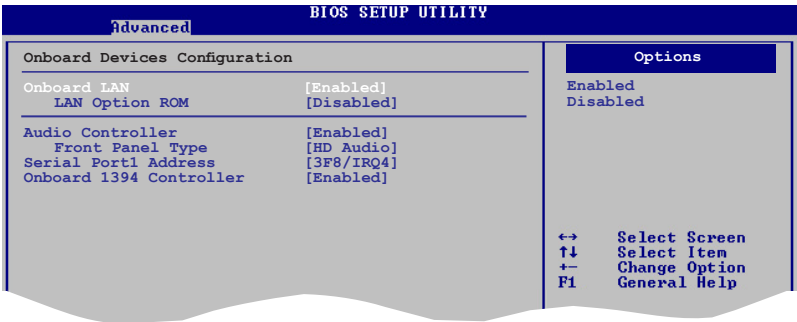 BIOS SETUP UTILITY
Advanced
Onboard Devices Configuration
Onboard LAN [Enabled]
LAN Option ROM [Disabled]
Audio Controller [Enabled]
Front Panel Type [HD Audio]
Serial Port1 Address [3F8/IRQ4]
Onboard 1394 Controller [Enabled]
Options
Enabled
Disabled
←→ Select Screen
↑↓ Select Item
+- Change Option
F1 General Help